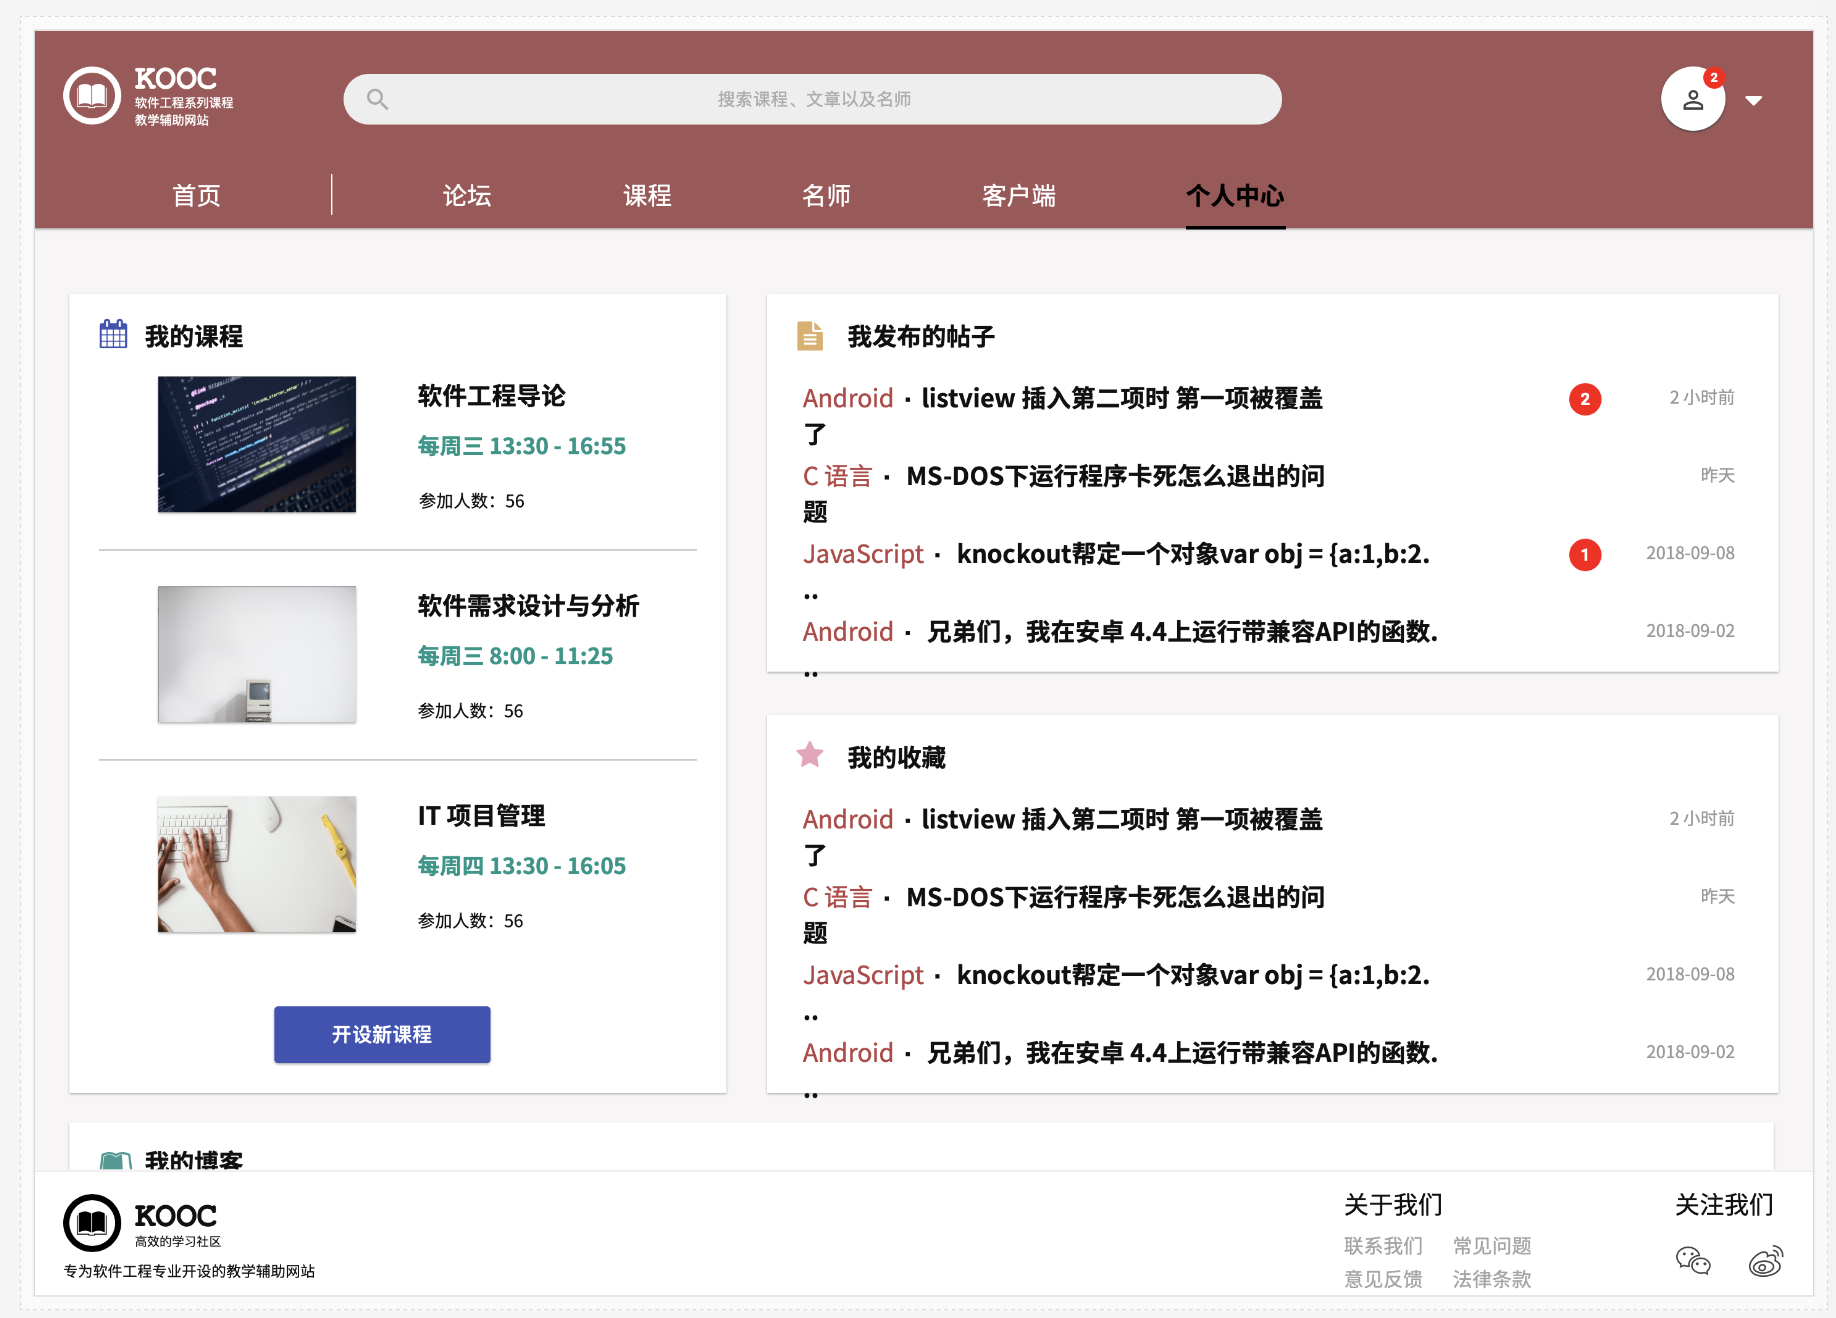 KOOC
软件工程系列课程
教学辅助网站
搜索课程、文章以及名师
2
首页
论坛
课程
名师
客户端
个人中心
我的课程
软件工程导论
每周三 13:30 - 16:55
参加人数：56
软件需求设计与分析
每周三 8:00 - 11:25
参加人数：56
IT 项目管理
每周四 13:30 - 16:05
参加人数：56
开设新课程
我发布的帖子
Android · listview 插入第二项时 第一项被覆盖
了
2
2 小时前
C 语言 · MS-DOS下运行程序卡死怎么退出的问
题
昨天
JavaScript · knockout帮定一个对象var obj = {a:1,b:2.
..
1
2018-09-08
Android · 兄弟们，我在安卓 4.4上运行带兼容API的函数.
..
2018-09-02
我的收藏
Android · listview 插入第二项时 第一项被覆盖
了
2 小时前
C 语言 · MS-DOS下运行程序卡死怎么退出的问
题
昨天
JavaScript · knockout帮定一个对象var obj = {a:1,b:2.
..
2018-09-08
Android · 兄弟们，我在安卓 4.4上运行带兼容API的函数.
..
2018-09-02
我的博客
KOOC
高效的学习社区
专为软件工程专业开设的教学辅助网站
关于我们
联系我们 常见问题
意见反馈 法律条款
关注我们